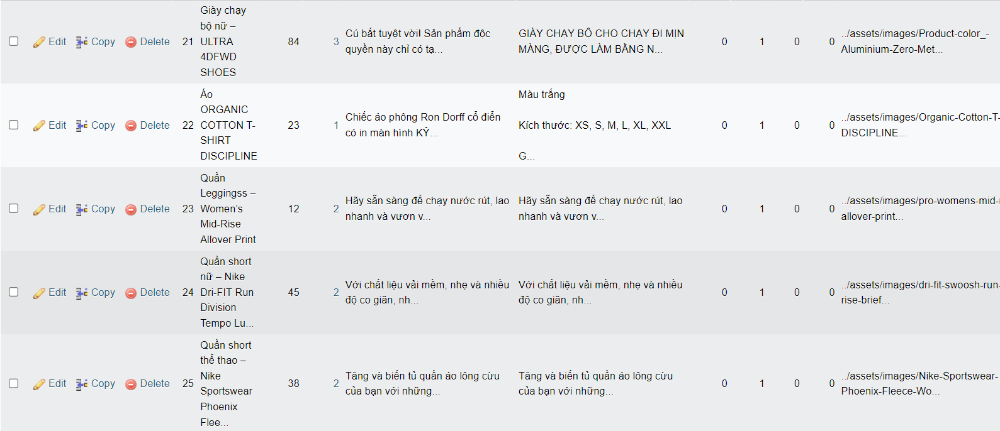 Giày chạy
bộ nữ –
ULTRA
4DFWD
SHOES
Edit Copy Delete 21 84 3
Cú bắt tuyệt vời! Sản phẩm độc
quyền này chỉ có tạ...
GIÀY CHẠY BỘ CHO CHẠY ĐI MỊN
MÀNG, ĐƯỢC LÀM BẰNG N...
0 1 0 0
../assets/images/Product-color_-
Aluminium-Zero-Met...
Áo
ORGANIC
COTTON T-
SHIRT
DISCIPLINE
Edit Copy Delete 22 23 1
Chiếc áo phông Ron Dorff cổ điển
có in màn hình KỶ...
Màu trắng
Kích thước: XS, S, M, L, XL, XXL
G...
0 1 0 0
../assets/images/Organic-Cotton-T-
DISCIPLINE...
Quần
Leggingss –
Women’s
Mid-Rise
Allover Print
Edit Copy Delete 23 12 2
Hãy sẵn sàng để chạy nước rút, lao
nhanh và vươn v...
Hãy sẵn sàng để chạy nước rút, lao
nhanh và vươn v...
0 1 0 0
../assets/images/pro-womens-mid-
allover-print...
Quần short
nữ – Nike
Dri-FIT Run
Division
Tempo Lu...
Edit Copy Delete 24 45 2
Với chất liệu vải mềm, nhẹ và nhiều
độ co giãn, nh...
Với chất liệu vải mềm, nhẹ và nhiều
độ co giãn, nh...
0 1 0 0
../assets/images/dri-fit-swoosh-run-
rise-brief...
Quần short
thể thao –
Nike
Sportswear
Phoenix
Flee...
Edit Copy Delete 25 38 2
Tăng và biến tủ quần áo lông cừu
của bạn với những...
Tăng và biến tủ quần áo lông cừu
của bạn với những...
0 1 0 0
../assets/images/Nike-Sportswear-
Phoenix-Fleece-Wo...